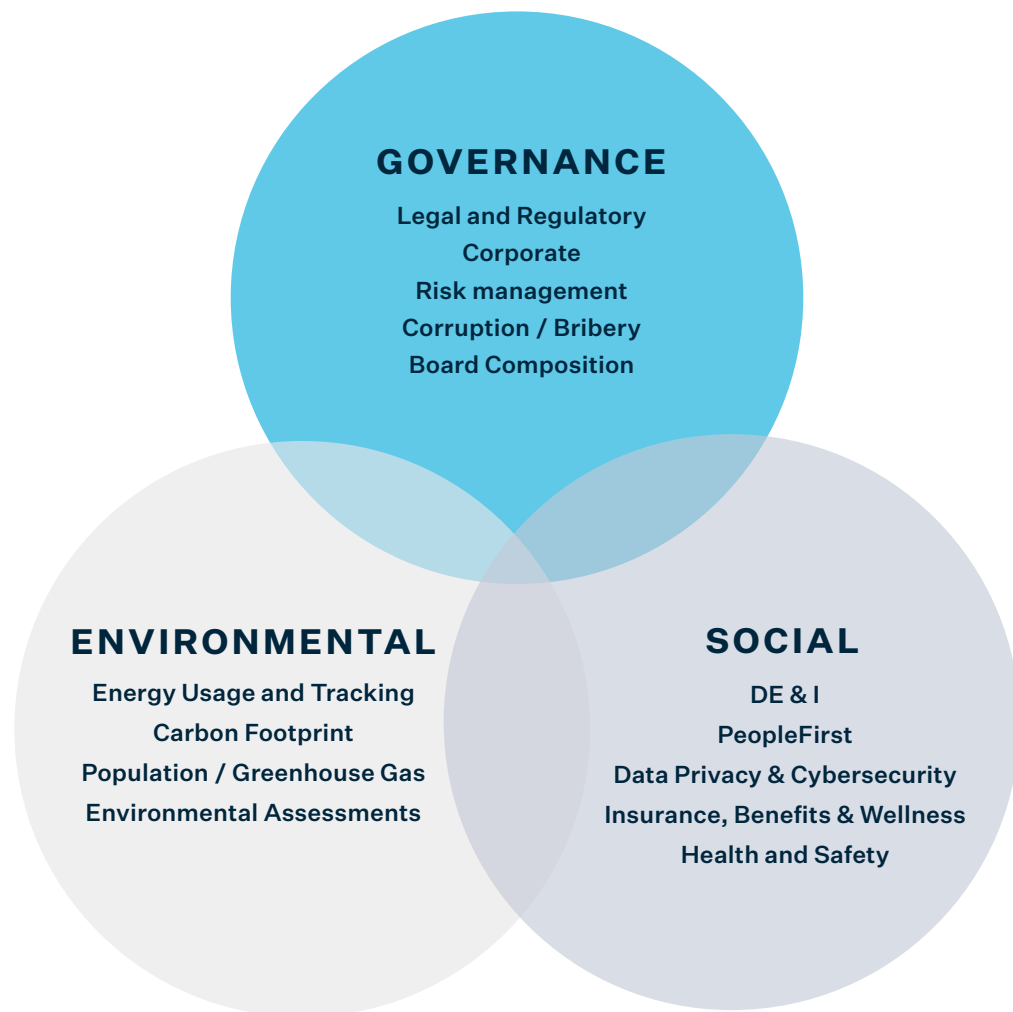 GOVERNANCE
Legal and Regulatory
Corporate
Risk management
Corruption / Bribery
Board Composition
ENVIRONMENTAL
Energy Usage and Tracking
Carbon Footprint
Population / Greenhouse Gas
Environmental Assessments
SOCIAL
DE & I
PeopleFirst
Data Privacy & Cybersecurity
Insurance, Benefits & Wellness
Health and Safety